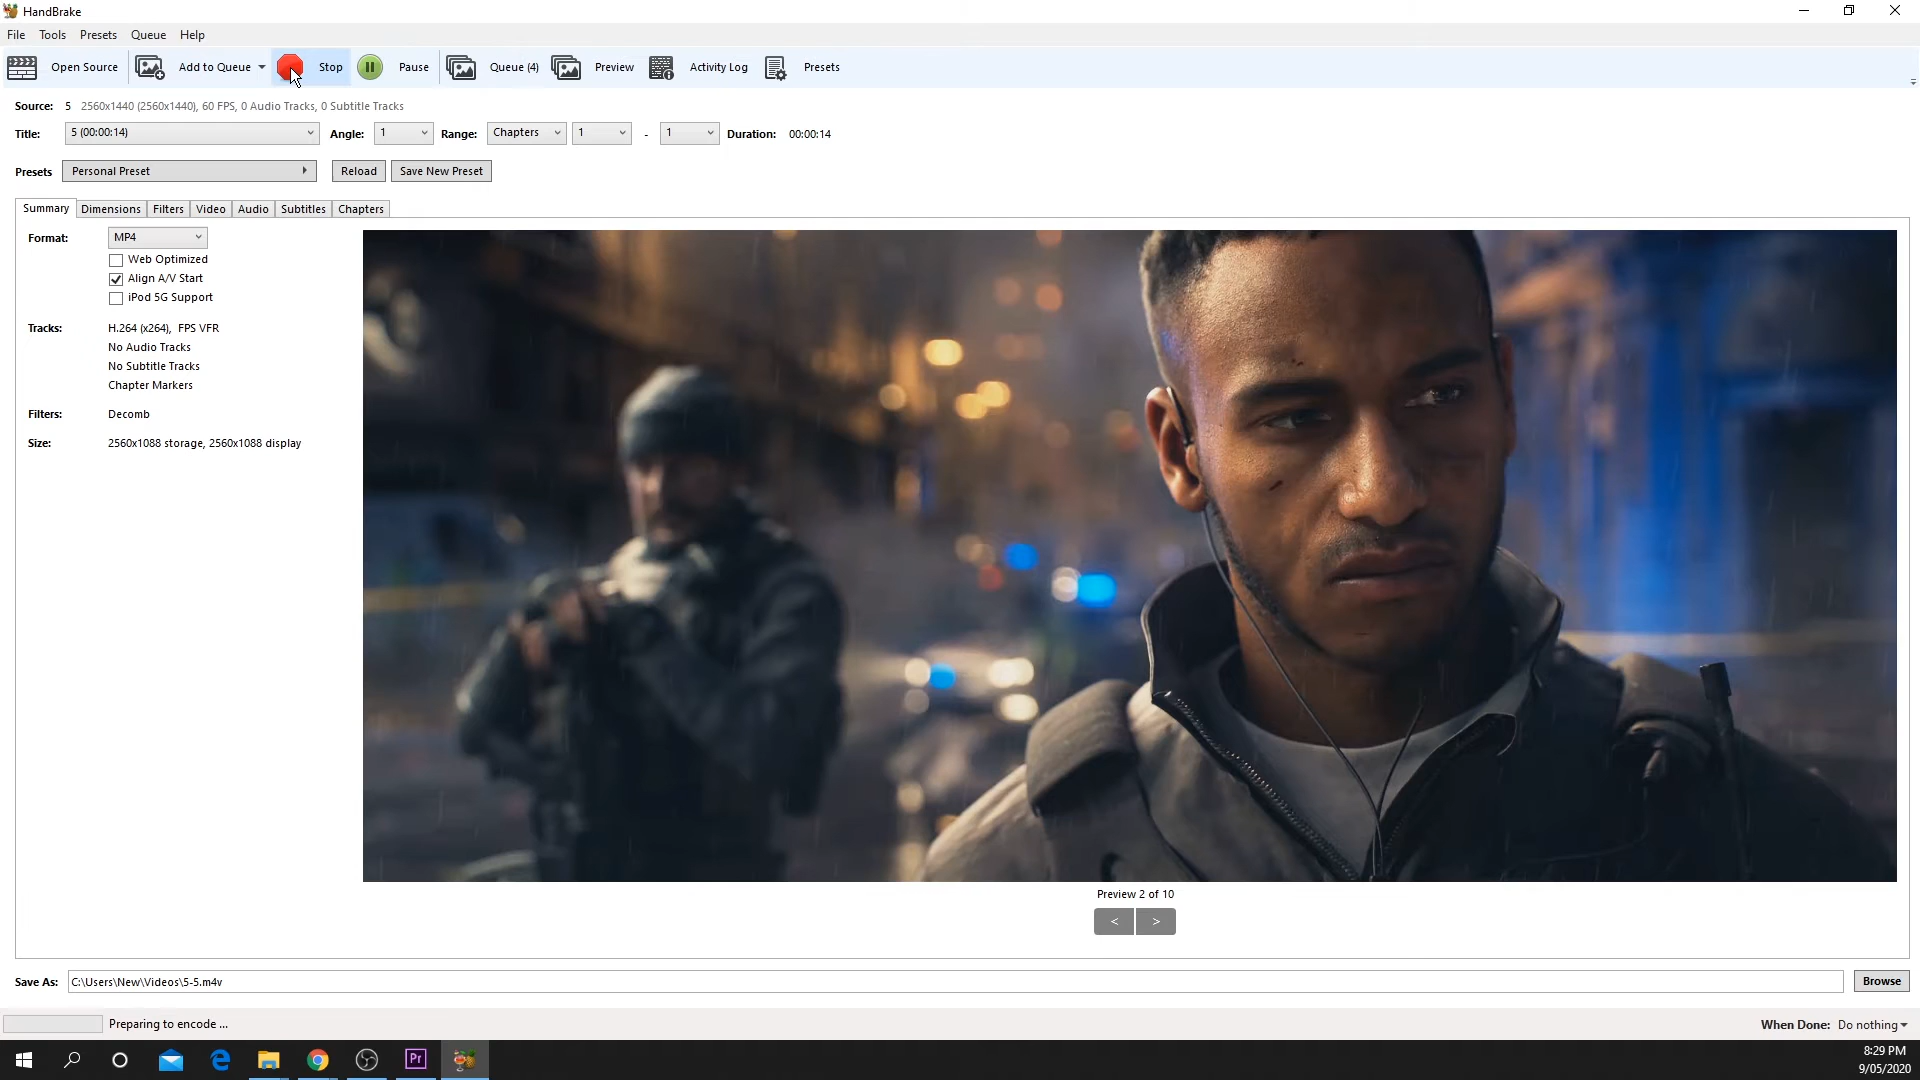 HandBrake
File Tools Presets Queue Help
Open Source Add to Queue Stop Pause Queue (4) Preview Activity Log Presets
Source: 5 2560x1440 (2560x1440), 60 FPS, 0 Audio Tracks, 0 Subtitle Tracks
Title: 5 (00:00:14) Angle: 1 Range: Chapters 1 - 1 Duration: 00:00:14
Presets Personal Preset Reload Save New Preset
Summary Dimensions Filters Video Audio Subtitles Chapters
Format: MP4
Web Optimized
Align A/V Start
iPod 5G Support
Tracks: H.264 (x264), FPS VFR
No Audio Tracks
No Subtitle Tracks
Chapter Markers
Filters: Decomb
Size: 2560x1088 storage, 2560x1088 display
Preview 2 of 10
< >
Save As: C:\Users\New\Videos\5-5.m4v Browse
Preparing to encode ... When Done: Do nothing
Pr
8:29 PM
9/05/2020